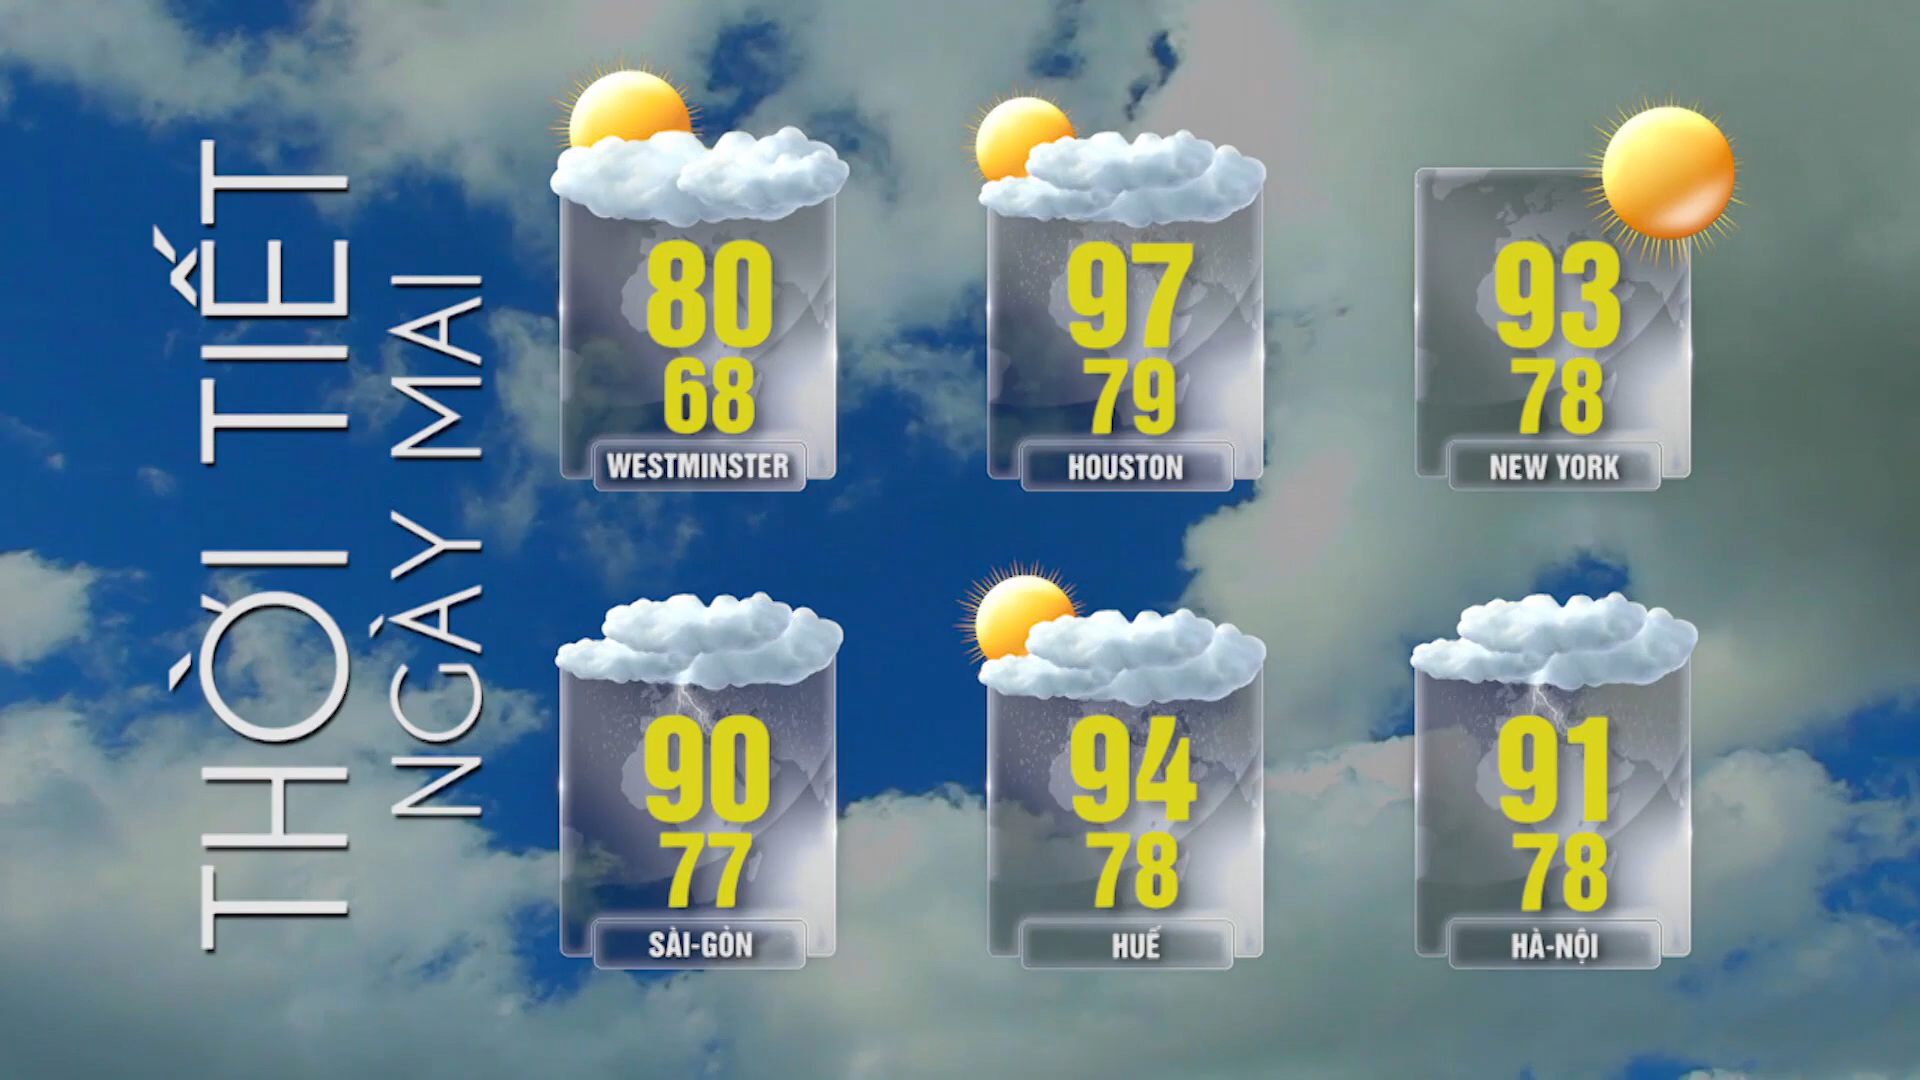 THỜI TIẾT
NGÀY MAI
80
68
WESTMINSTER
97
79
HOUSTON
93
78
NEW YORK
90
77
SÀI-GÒN
94
78
HUẾ
91
78
HÀ-NỘI